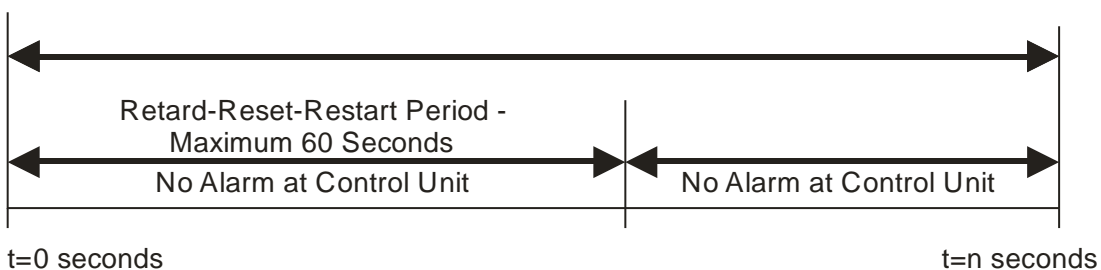 Retard-Reset-Restart Period -
Maximum 60 Seconds
No Alarm at Control Unit
No Alarm at Control Unit
t=0 seconds
t=n seconds